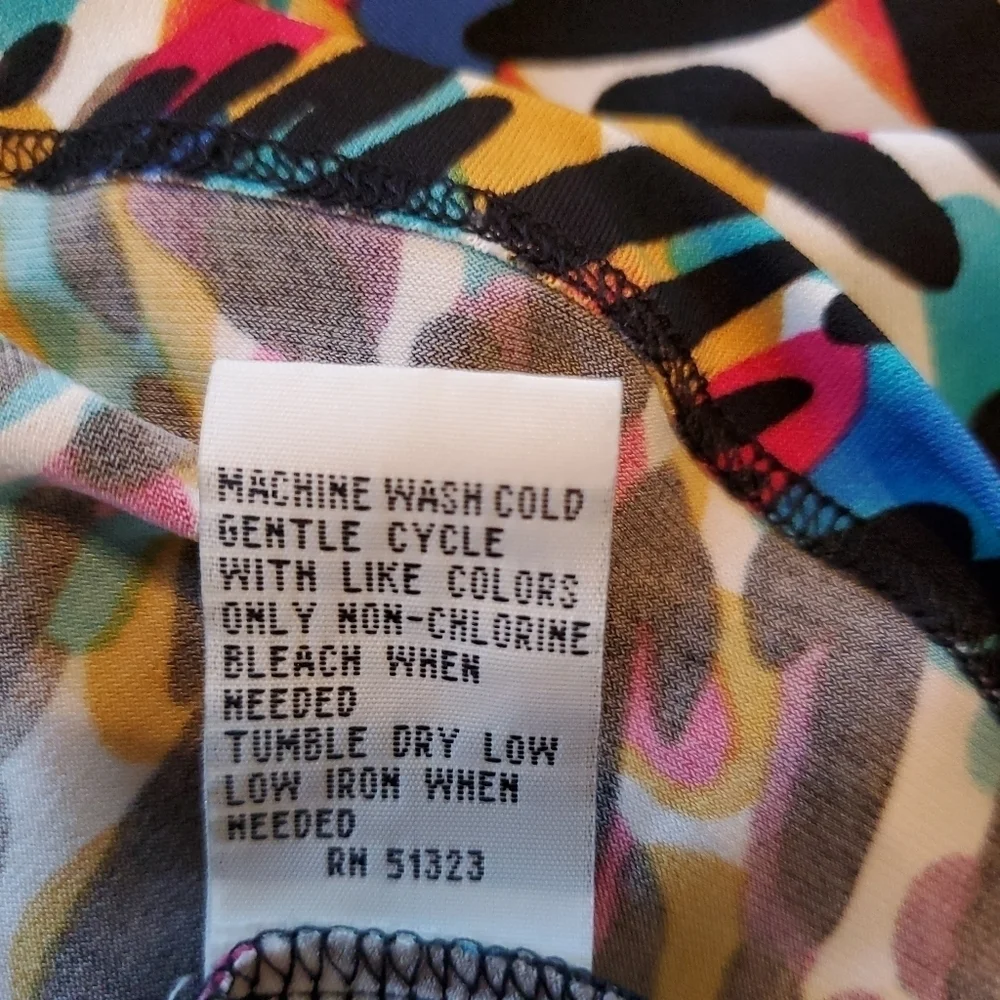 MACHINE WASH COLD
GENTLE CYCLE
WITH LIKE COLORS
ONLY NON-CHLORINE
BLEACH WHEN
NEEDED
TUMBLE DRY LOW
LOW IRON WHEN
NEEDED
RN 51323